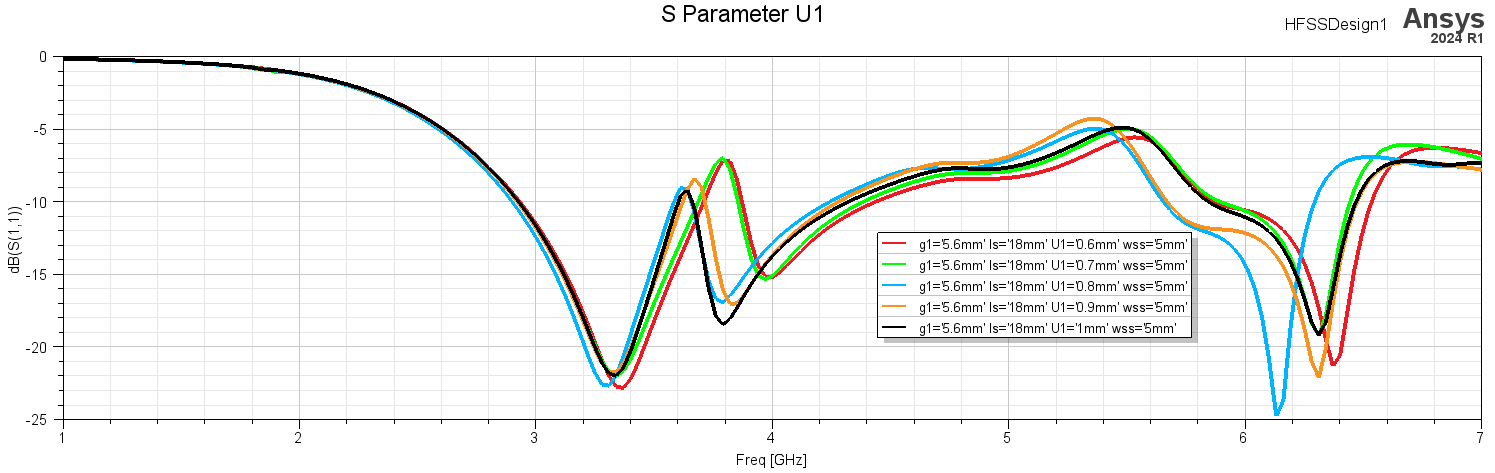 S Parameter U1
HFSSDesign1
Ansys
2024 R1
0
-5
-10
-15
-20
-25
dB(S(1,1))
g1='5.6mm' ls='18mm' U1='0.6mm' wss='5mm'
g1='5.6mm' ls='18mm' U1='0.7mm' wss='5mm'
g1='5.6mm' ls='18mm' U1='0.8mm' wss='5mm'
g1='5.6mm' ls='18mm' U1='0.9mm' wss='5mm'
g1='5.6mm' ls='18mm' U1='1mm' wss='5mm'
1 2 3 4 5 6 7
Freq [GHz]